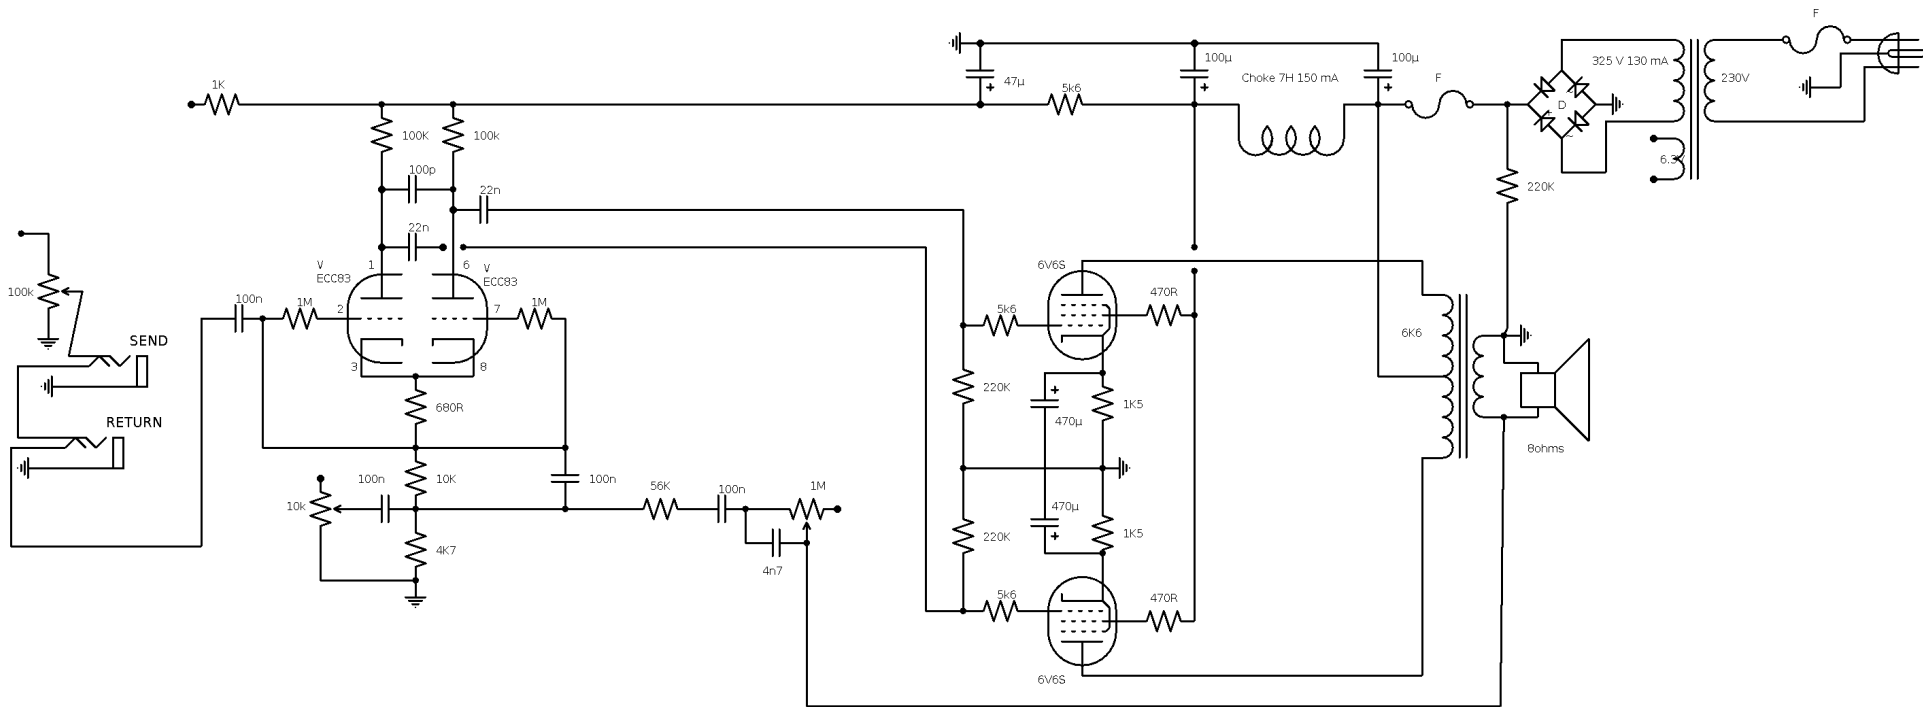 F
100µ
100µ
325 V 130 mA
230V
Choke 7H 150 mA
F
1K
47µ
5k6
D
~
+
~
100K
100k
6.3V
100p
22n
220K
22n
V
ECC83
1
6
V
ECC83
6V6S
100k
100n
1M
2
7
1M
5k6
470R
6K6
SEND
3
8
220K
1K5
680R
470µ
RETURN
8ohms
100n
10K
100n
56K
100n
1M
10k
470µ
1K5
220K
4K7
4n7
5k6
470R
6V6S